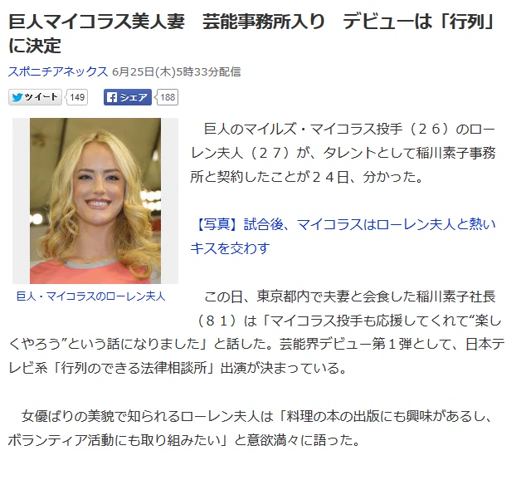 巨人マイコラス美人妻　芸能事務所入り　デビューは「行列」
に決定
スポニチアネックス 6月25日(木)5時33分配信
ツイート 149 シェア 188
巨人・マイコラスのローレン夫人
　巨人のマイルズ・マイコラス投手（２６）のロー
レン夫人（２７）が、タレントとして稲川素子事務
所と契約したことが２４日、分かった。
【写真】試合後、マイコラスはローレン夫人と熱い
キスを交わす
　この日、東京都内で夫妻と会食した稲川素子社長
（８１）は「マイコラス投手も応援してくれて“楽し
くやろう”という話になりました」と話した。芸能界デビュー第１弾として、日本テ
レビ系「行列のできる法律相談所」出演が決まっている。
　女優ばりの美貌で知られるローレン夫人は「料理の本の出版にも興味があるし、
ボランティア活動にも取り組みたい」と意欲満々に語った。